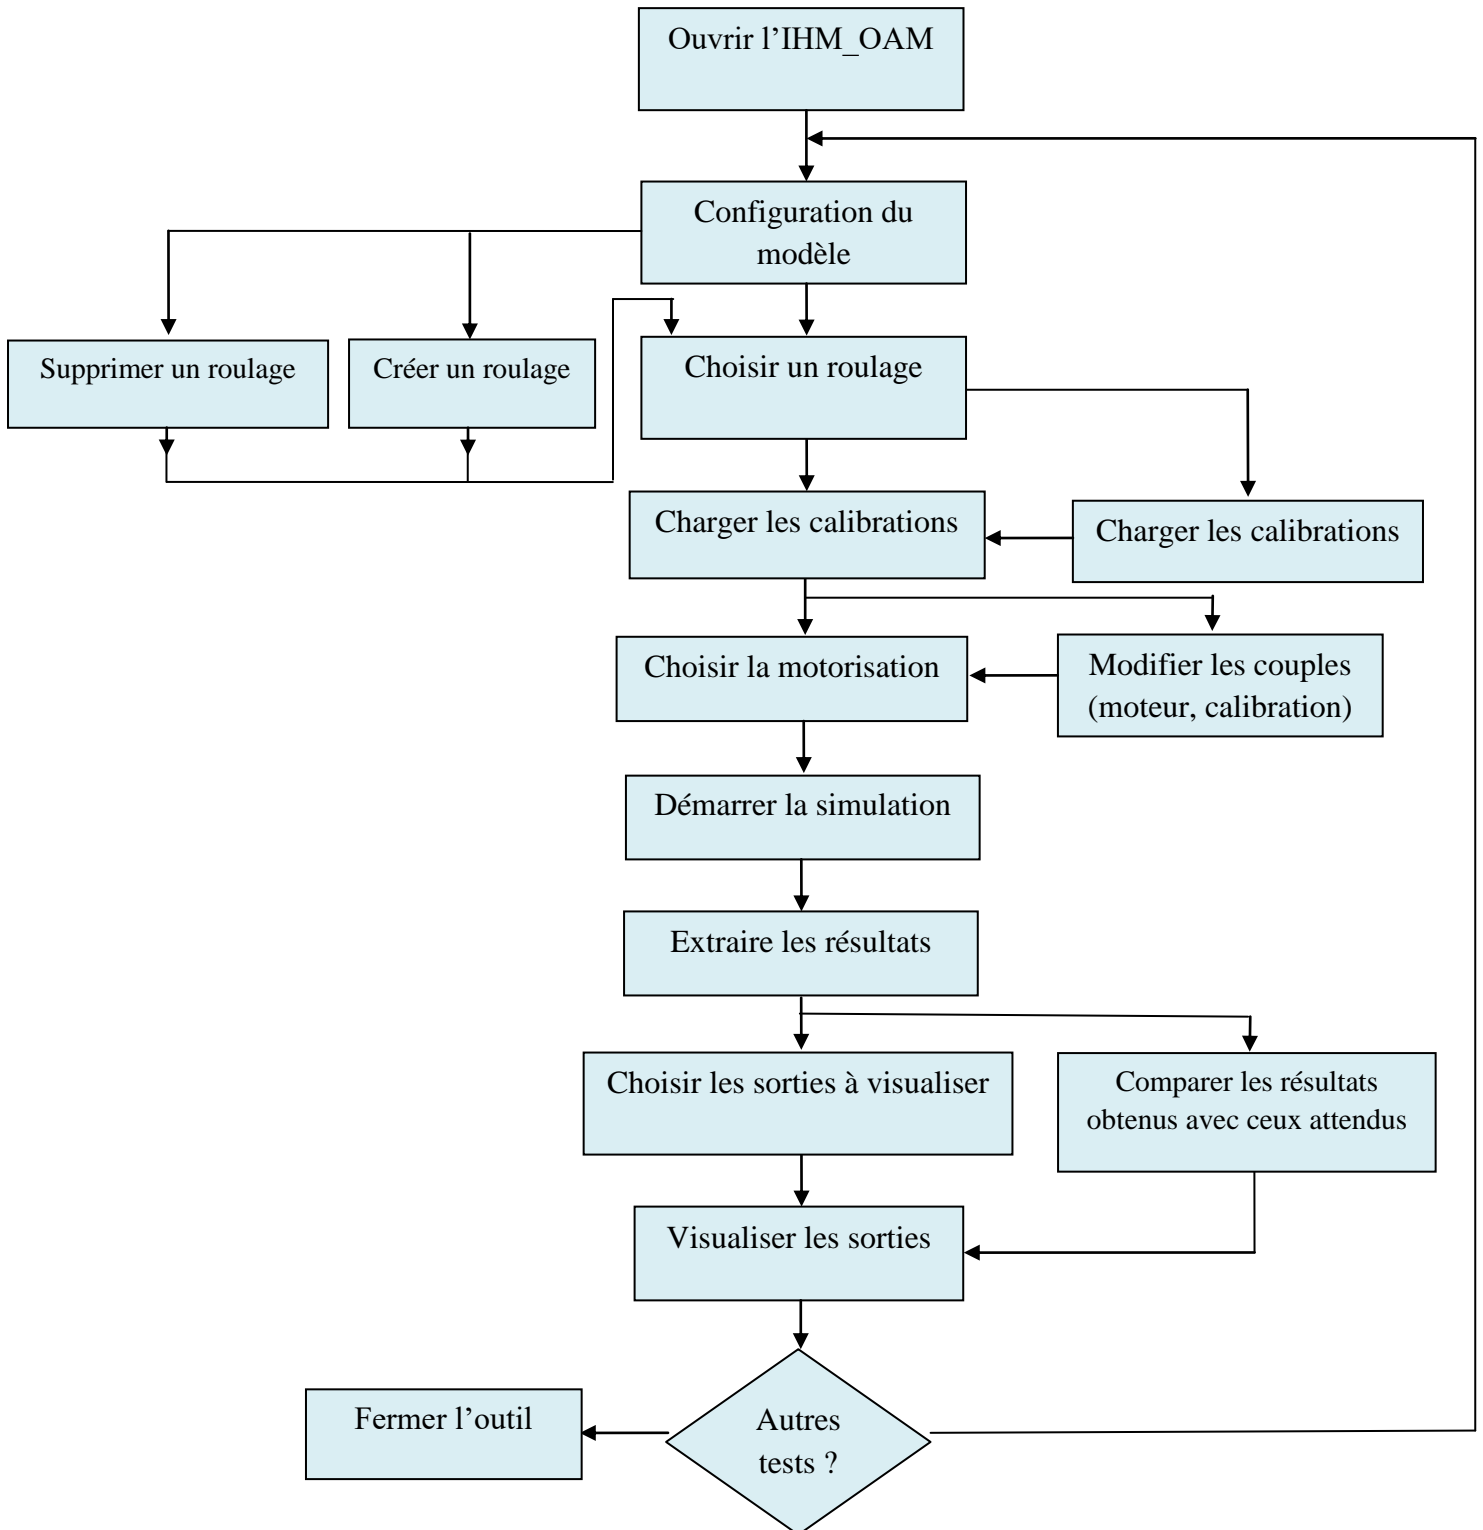 Ouvrir l’IHM_OAM
Configuration du
modèle
Supprimer un roulage
Créer un roulage
Choisir un roulage
Charger les calibrations
Charger les calibrations
Choisir la motorisation
Modifier les couples
(moteur, calibration)
Démarrer la simulation
Extraire les résultats
Choisir les sorties à visualiser
Comparer les résultats
obtenus avec ceux attendus
Visualiser les sorties
Fermer l’outil
Autres
tests ?